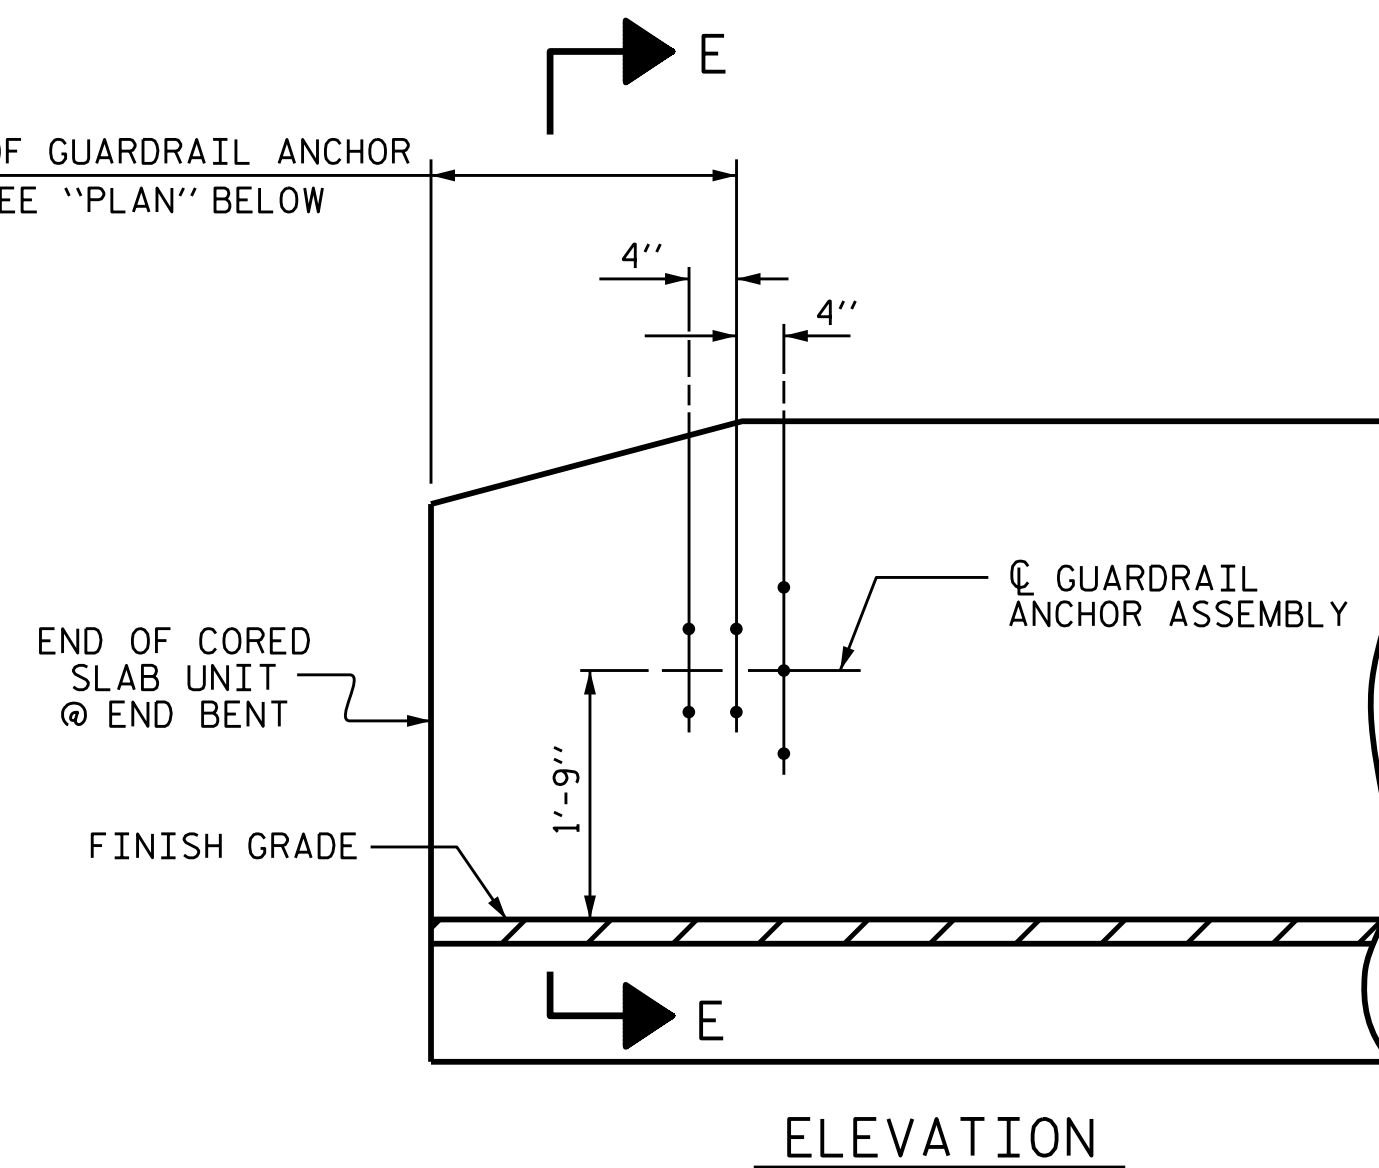 E
OF GUARDRAIL ANCHOR
EE "PLAN" BELOW
4"
4"
℄ GUARDRAIL
ANCHOR ASSEMBLY
END OF CORED
SLAB UNIT
@ END BENT
1'-9"
FINISH GRADE
E
ELEVATION